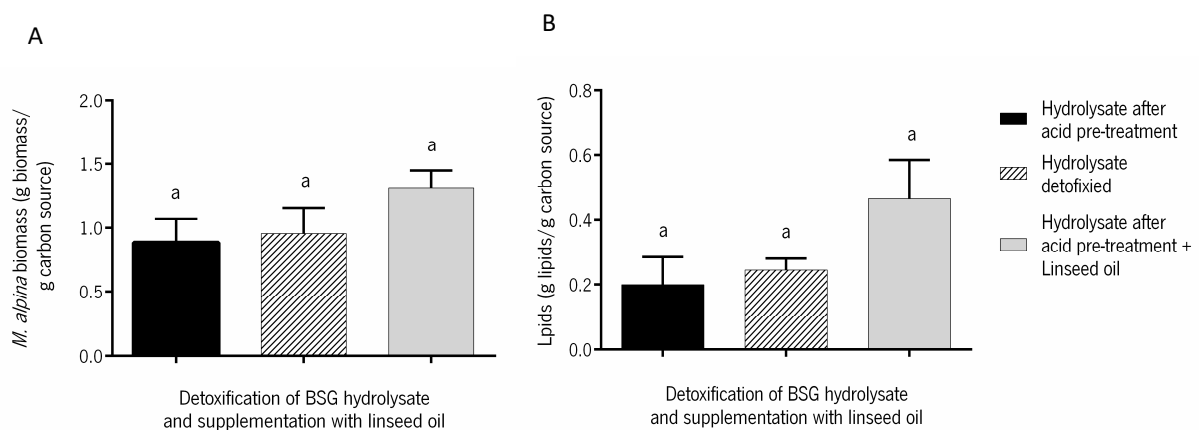 A
M. alpina biomass (g biomass/
g carbon source)
2.0
1.5
1.0
0.5
0.0
a
a
a
Detoxification of BSG hydrolysate
and supplementation with linseed oil
B
Lpids (g lipids/ g carbon source)
0.8
0.6
0.4
0.2
0.0
a
a
a
Detoxification of BSG hydrolysate
and supplementation with linseed oil
Hydrolysate after
acid pre-treatment
Hydrolysate
detofixied
Hydrolysate after
acid pre-treatment +
Linseed oil